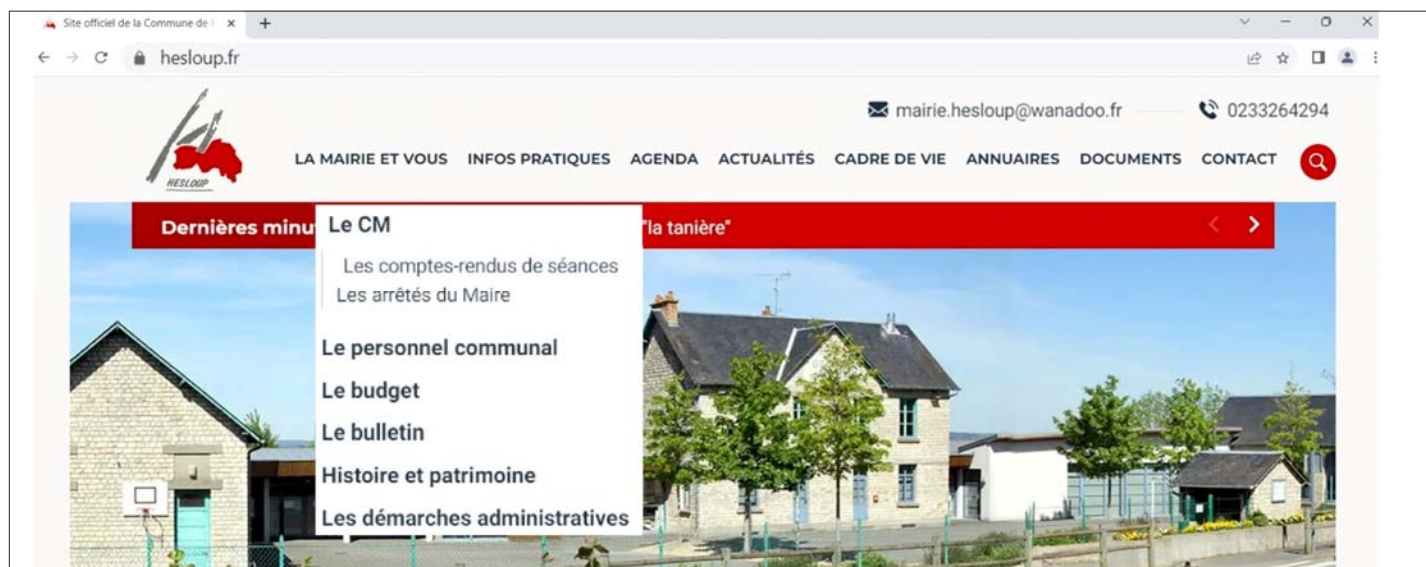 Site officiel de la Commune de
hesloup.fr
mairie.hesloup@wanadoo.fr
0233264294
HESLOUP
LA MAIRIE ET VOUS INFOS PRATIQUES AGENDA ACTUALITÉS CADRE DE VIE ANNUAIRES DOCUMENTS CONTACT
Dernières minu "la tanière"
Le CM
Les comptes-rendus de séances
Les arrêtés du Maire
Le personnel communal
Le budget
Le bulletin
Histoire et patrimoine
Les démarches administratives